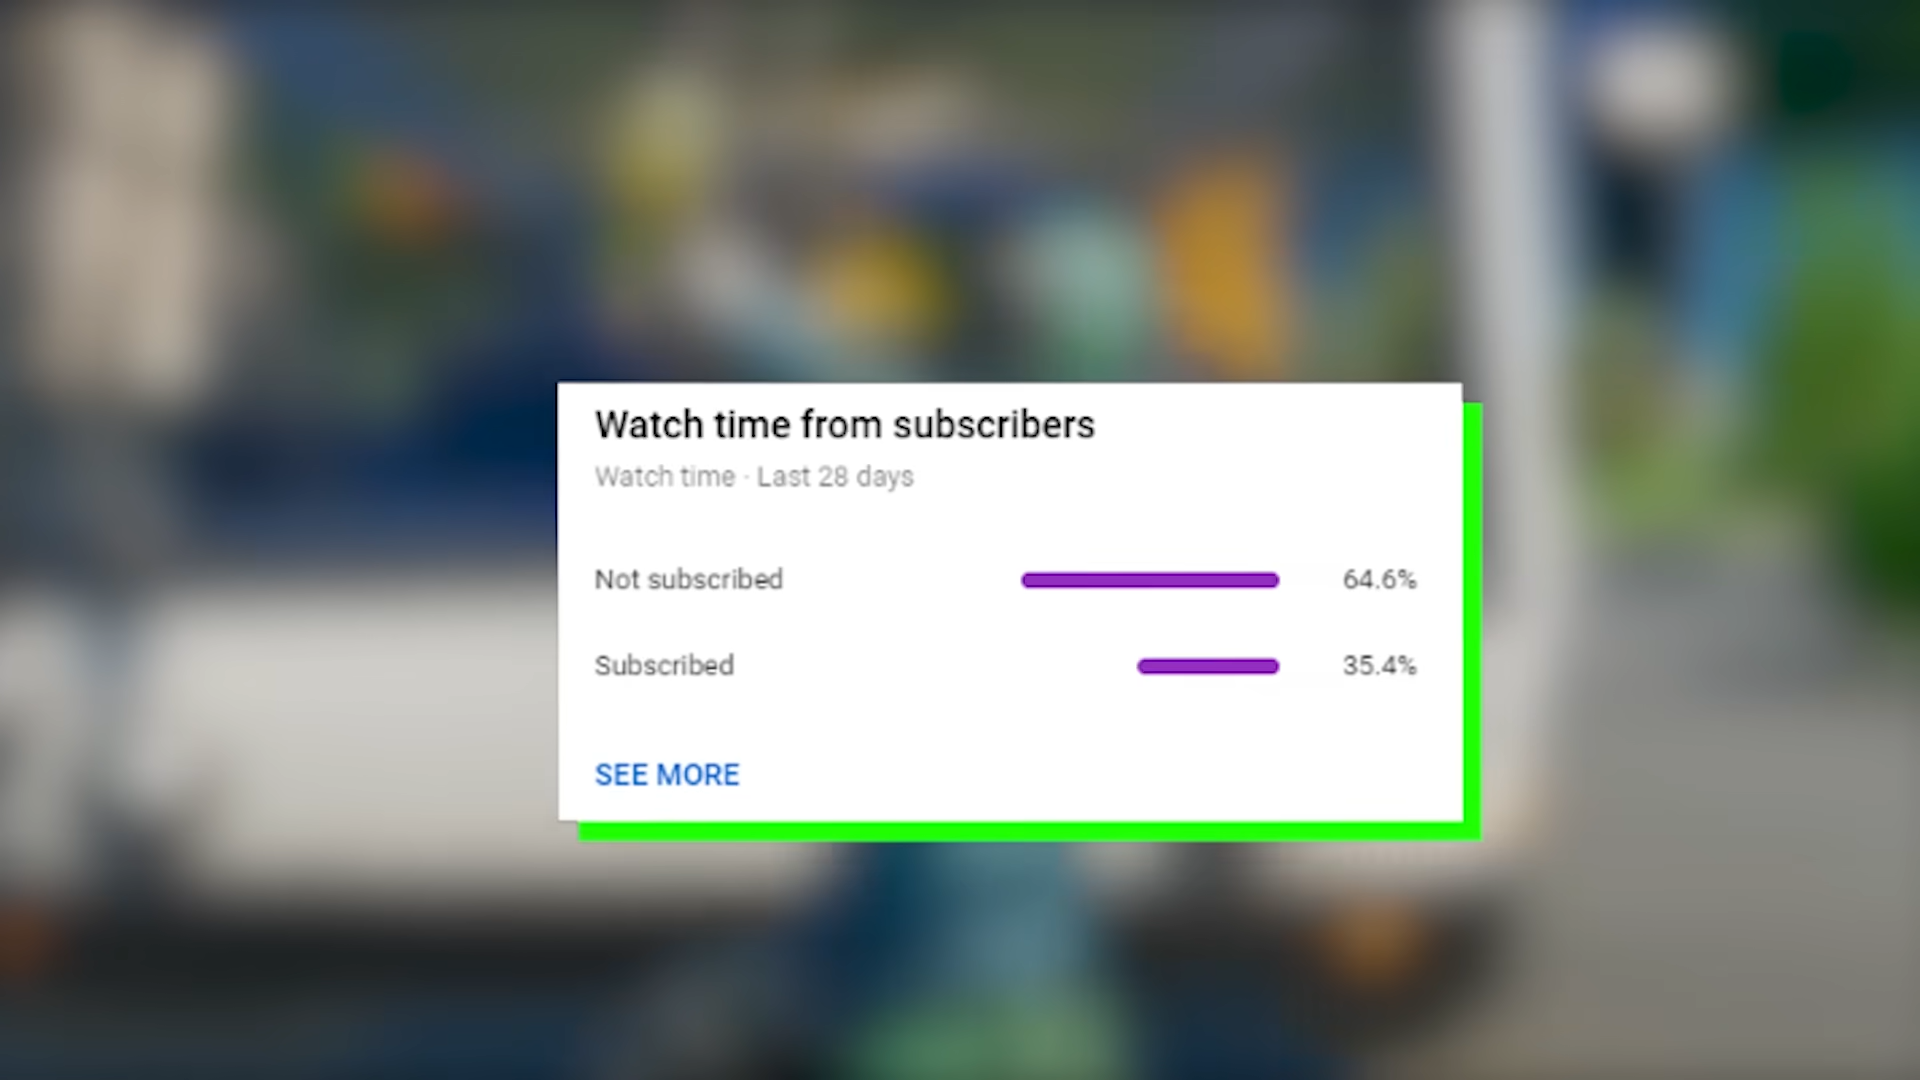 Watch time from subscribers
Watch time · Last 28 days
Not subscribed 64.6%
Subscribed 35.4%
SEE MORE